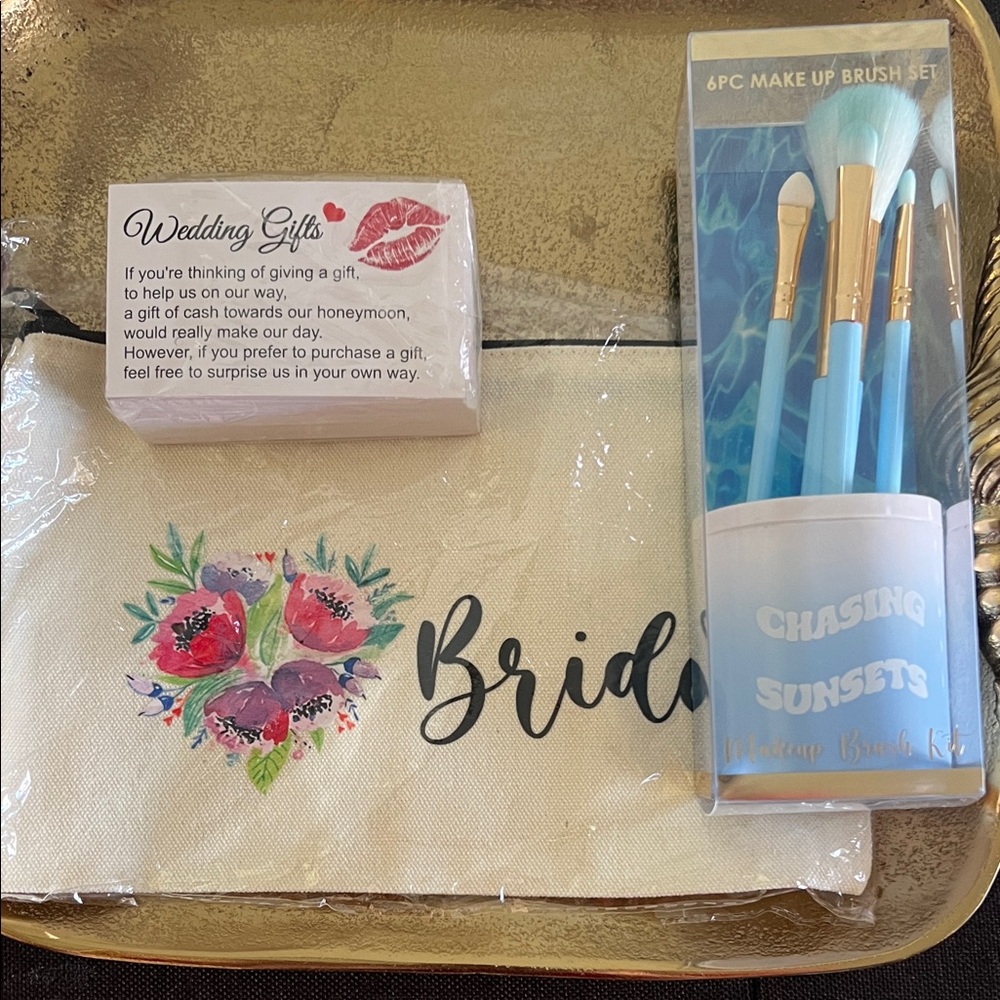 6PC MAKE UP BRUSH SET
Wedding Gifts
If you're thinking of giving a gift,
to help us on our way,
a gift of cash towards our honeymoon,
would really make our day.
However, if you prefer to purchase a gift,
feel free to surprise us in your own way.
Bride
CHASING
SUNSETS
Makeup Brush Kit